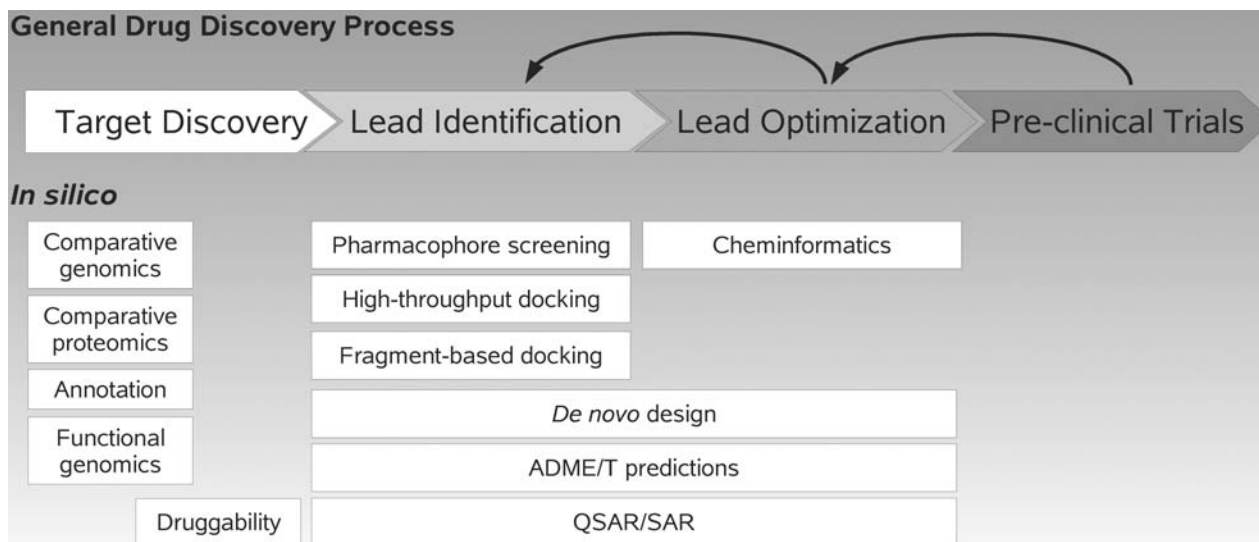 General Drug Discovery Process
Target Discovery
Lead Identification
Lead Optimization
Pre-clinical Trials
In silico
Comparative
genomics
Comparative
proteomics
Annotation
Functional
genomics
Druggability
Pharmacophore screening
High-throughput docking
Fragment-based docking
Cheminformatics
De novo design
ADME/T predictions
QSAR/SAR